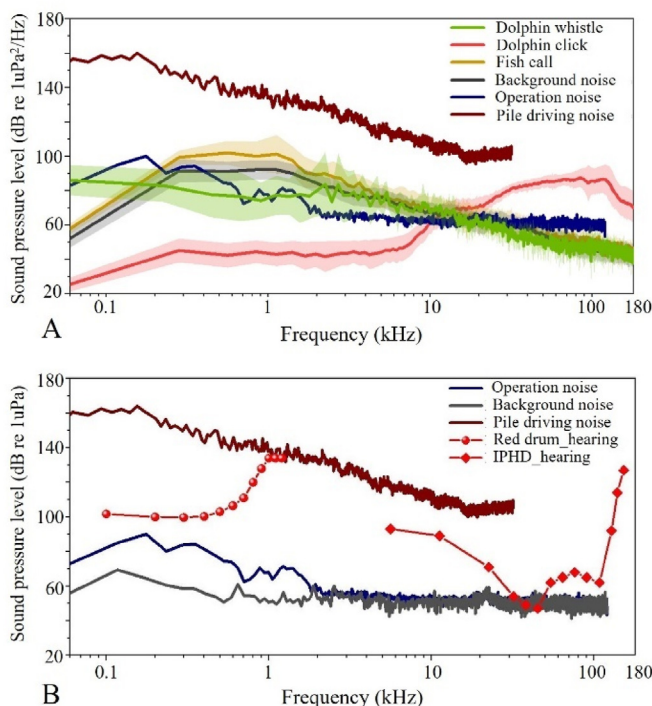 180
140
100
60
20
Sound pressure level (dB re 1uPa²/Hz)
Dolphin whistle
Dolphin click
Fish call
Background noise
Operation noise
Pile driving noise
0.1 1 10 100 180
Frequency (kHz)
A
180
140
100
60
20
Sound pressure level (dB re 1uPa)
Operation noise
Background noise
Pile driving noise
Red drum_hearing
IPHD_hearing
0.1 1 10 100 180
Frequency (kHz)
B